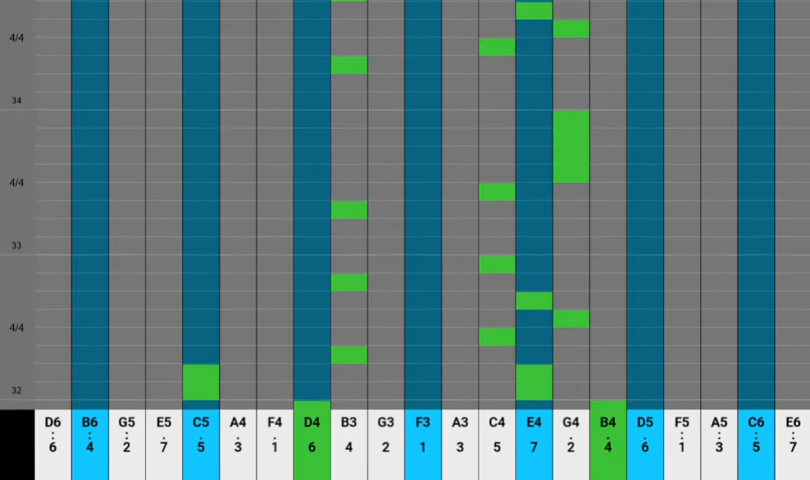 4/4
34
4/4
33
4/4
32
D6 B6 G5 E5 C5 A4 F4 D4 B3 G3 F3 A3 C4 E4 G4 B4 D5 F5 A5 C6 E6
: : : : . . . . . . : :
6 4 2 7 5 3 1 6 4 2 1 3 5 7 2 4 6 1 3 5 7